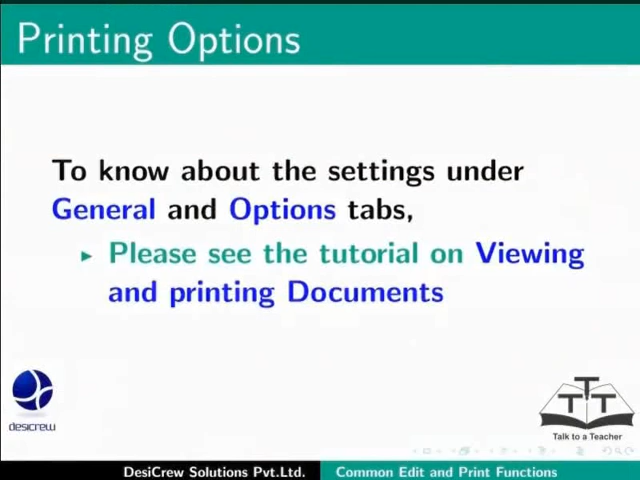 Printing Options
To know about the settings under
General and Options tabs,
Please see the tutorial on Viewing
and printing Documents
desicrew
TTT
Talk to a Teacher
DesiCrew Solutions Pvt.Ltd. Common Edit and Print Functions